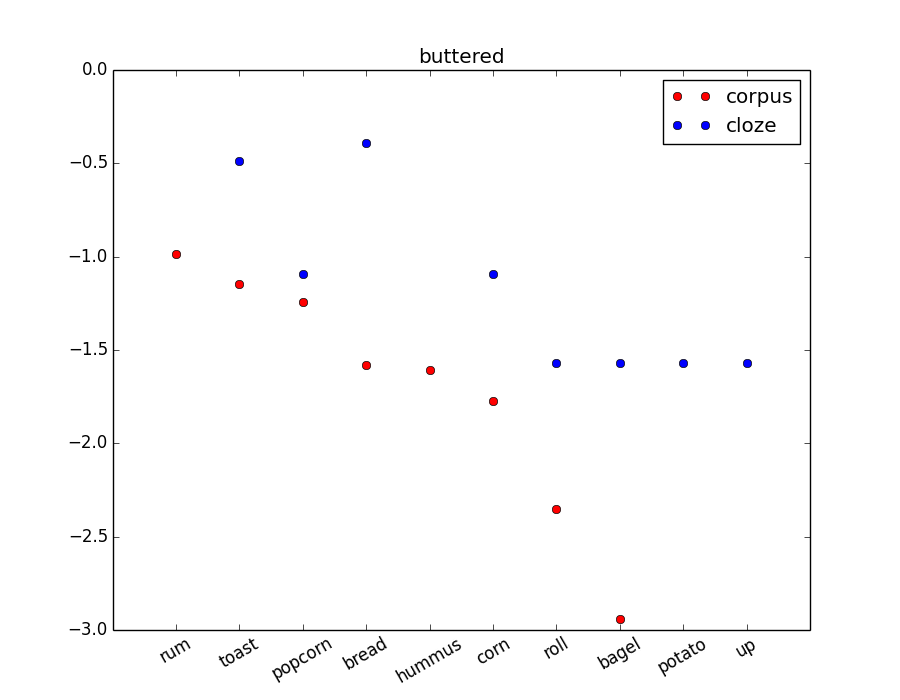 buttered
corpus
cloze
0.0
−0.5
−1.0
−1.5
−2.0
−2.5
−3.0
rum toast popcorn bread hummus corn roll bagel potato up